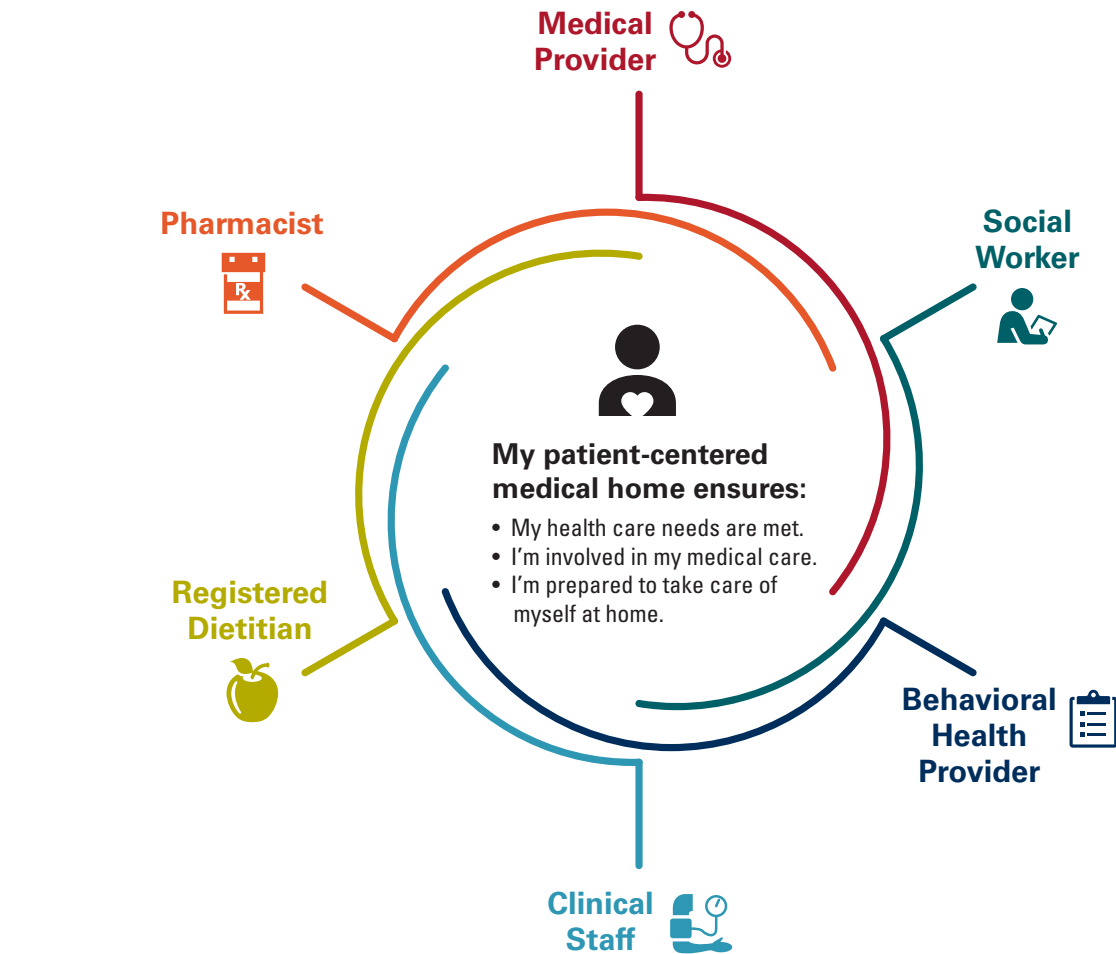 Medical
Provider
Pharmacist
Rx
Social
Worker
My patient-centered
medical home ensures:
• My health care needs are met.
• I’m involved in my medical care.
• I’m prepared to take care of
myself at home.
Registered
Dietitian
Behavioral
Health
Provider
Clinical
Staff